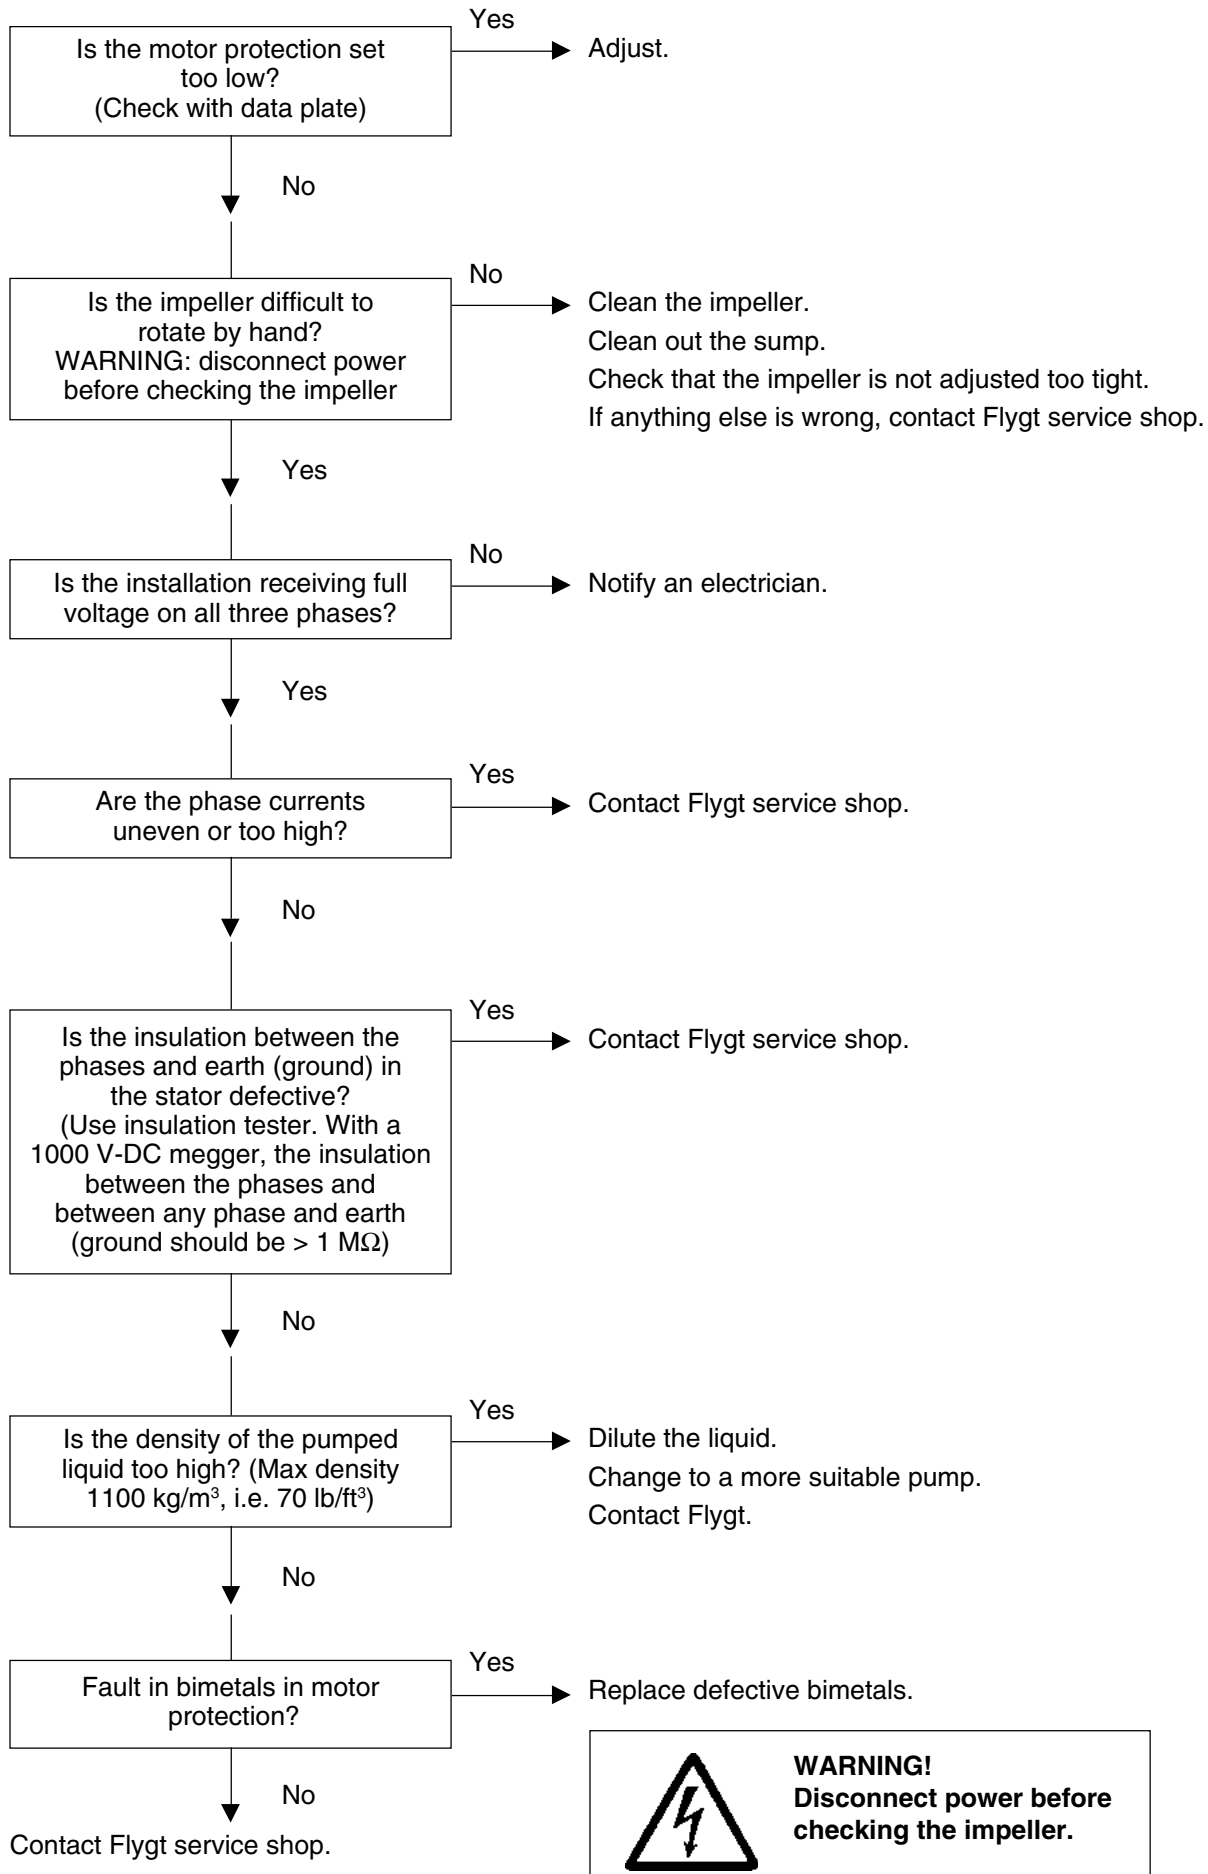 Is the motor protection set
too low?
(Check with data plate)
Yes
Adjust.
No
Is the impeller difficult to
rotate by hand?
WARNING: disconnect power
before checking the impeller
No
Clean the impeller.
Clean out the sump.
Check that the impeller is not adjusted too tight.
If anything else is wrong, contact Flygt service shop.
Yes
Is the installation receiving full
voltage on all three phases?
No
Notify an electrician.
Yes
Are the phase currents
uneven or too high?
Yes
Contact Flygt service shop.
No
Is the insulation between the
phases and earth (ground) in
the stator defective?
(Use insulation tester. With a
1000 V-DC megger, the insulation
between the phases and
between any phase and earth
(ground should be > 1 MΩ)
Yes
Contact Flygt service shop.
No
Is the density of the pumped
liquid too high? (Max density
1100 kg/m³, i.e. 70 lb/ft³)
Yes
Dilute the liquid.
Change to a more suitable pump.
Contact Flygt.
No
Fault in bimetals in motor
protection?
Yes
Replace defective bimetals.
No
Contact Flygt service shop.
WARNING!
Disconnect power before
checking the impeller.